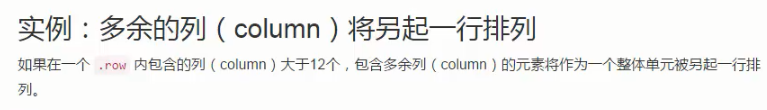 实例：多余的列（column）将另起一行排列
如果在一个 .row 内包含的列（column）大于12个，包含多余列（column）的元素将作为一个整体单元被另起一行排
列。